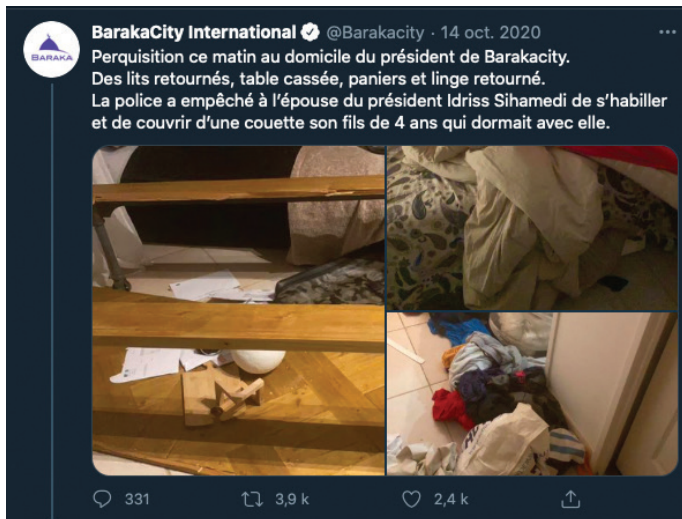 BarakaCity International @Barakacity · 14 oct. 2020
BARAKA
Perquisition ce matin au domicile du président de Barakacity.
Des lits retournés, table cassée, paniers et linge retourné.
La police a empêché à l'épouse du président Idriss Sihamedi de s'habiller
et de couvrir d'une couette son fils de 4 ans qui dormait avec elle.
331 3,9 k 2,4 k